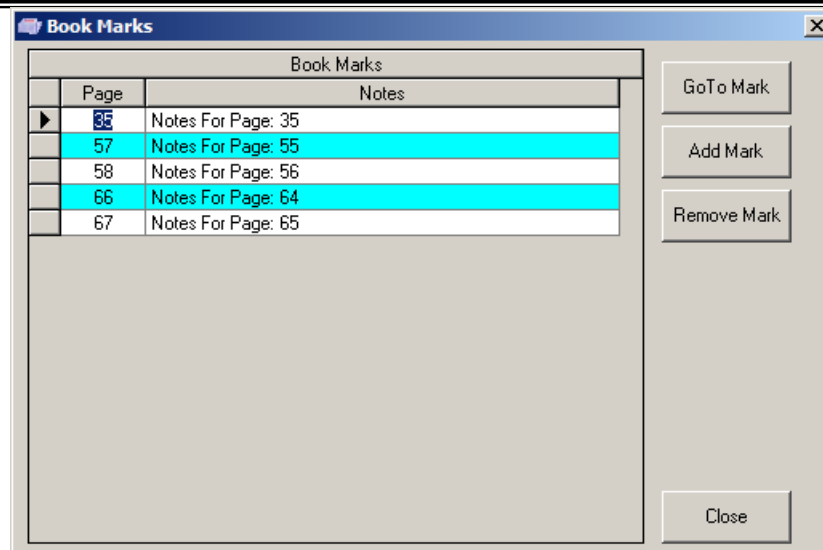 Book Marks
Book Marks
Page Notes
35 Notes For Page: 35
57 Notes For Page: 55
58 Notes For Page: 56
66 Notes For Page: 64
67 Notes For Page: 65
GoTo Mark
Add Mark
Remove Mark
Close